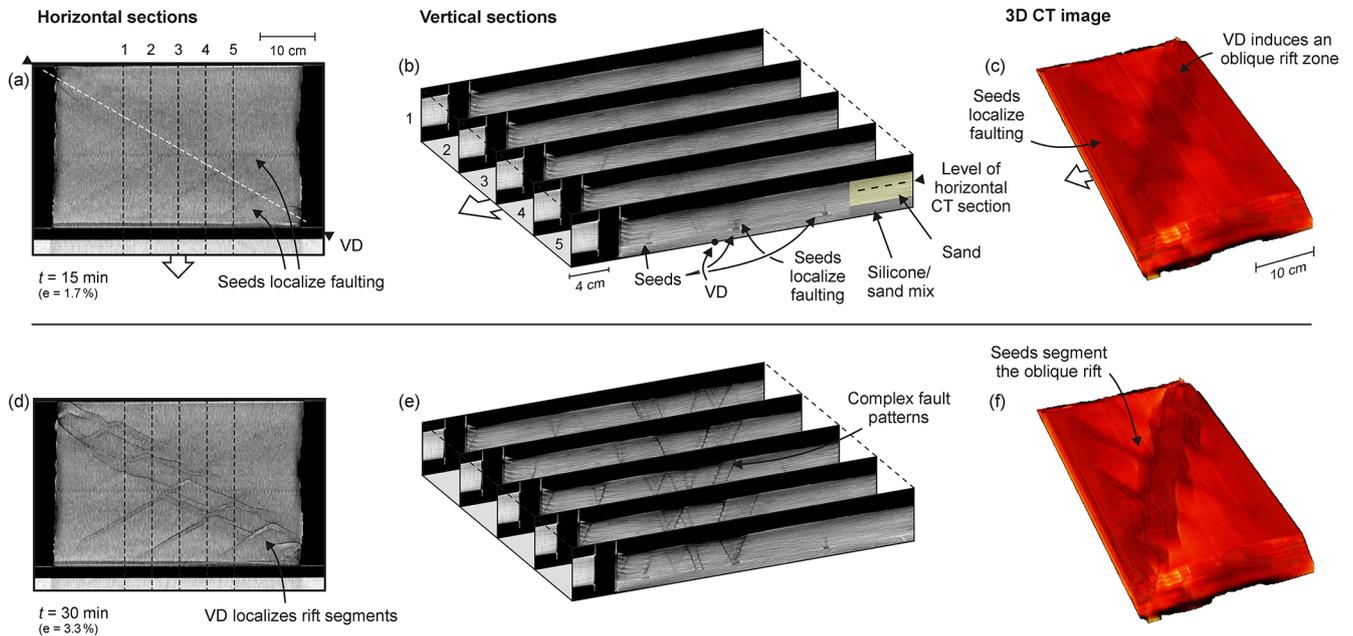 Horizontal sections
Vertical sections
3D CT image
1 2 3 4 5
10 cm
(a)
VD
t = 15 min
(e = 1.7 %)
Seeds localize faulting
(b)
1
2
3
4
5
4 cm
Seeds
VD
Seeds
localize
faulting
Silicone/
sand mix
Sand
Level of
horizontal
CT section
(c)
VD induces an
oblique rift zone
Seeds
localize
faulting
10 cm
(d)
t = 30 min
(e = 3.3 %)
VD localizes rift segments
(e)
Complex fault
patterns
(f)
Seeds segment
the oblique rift